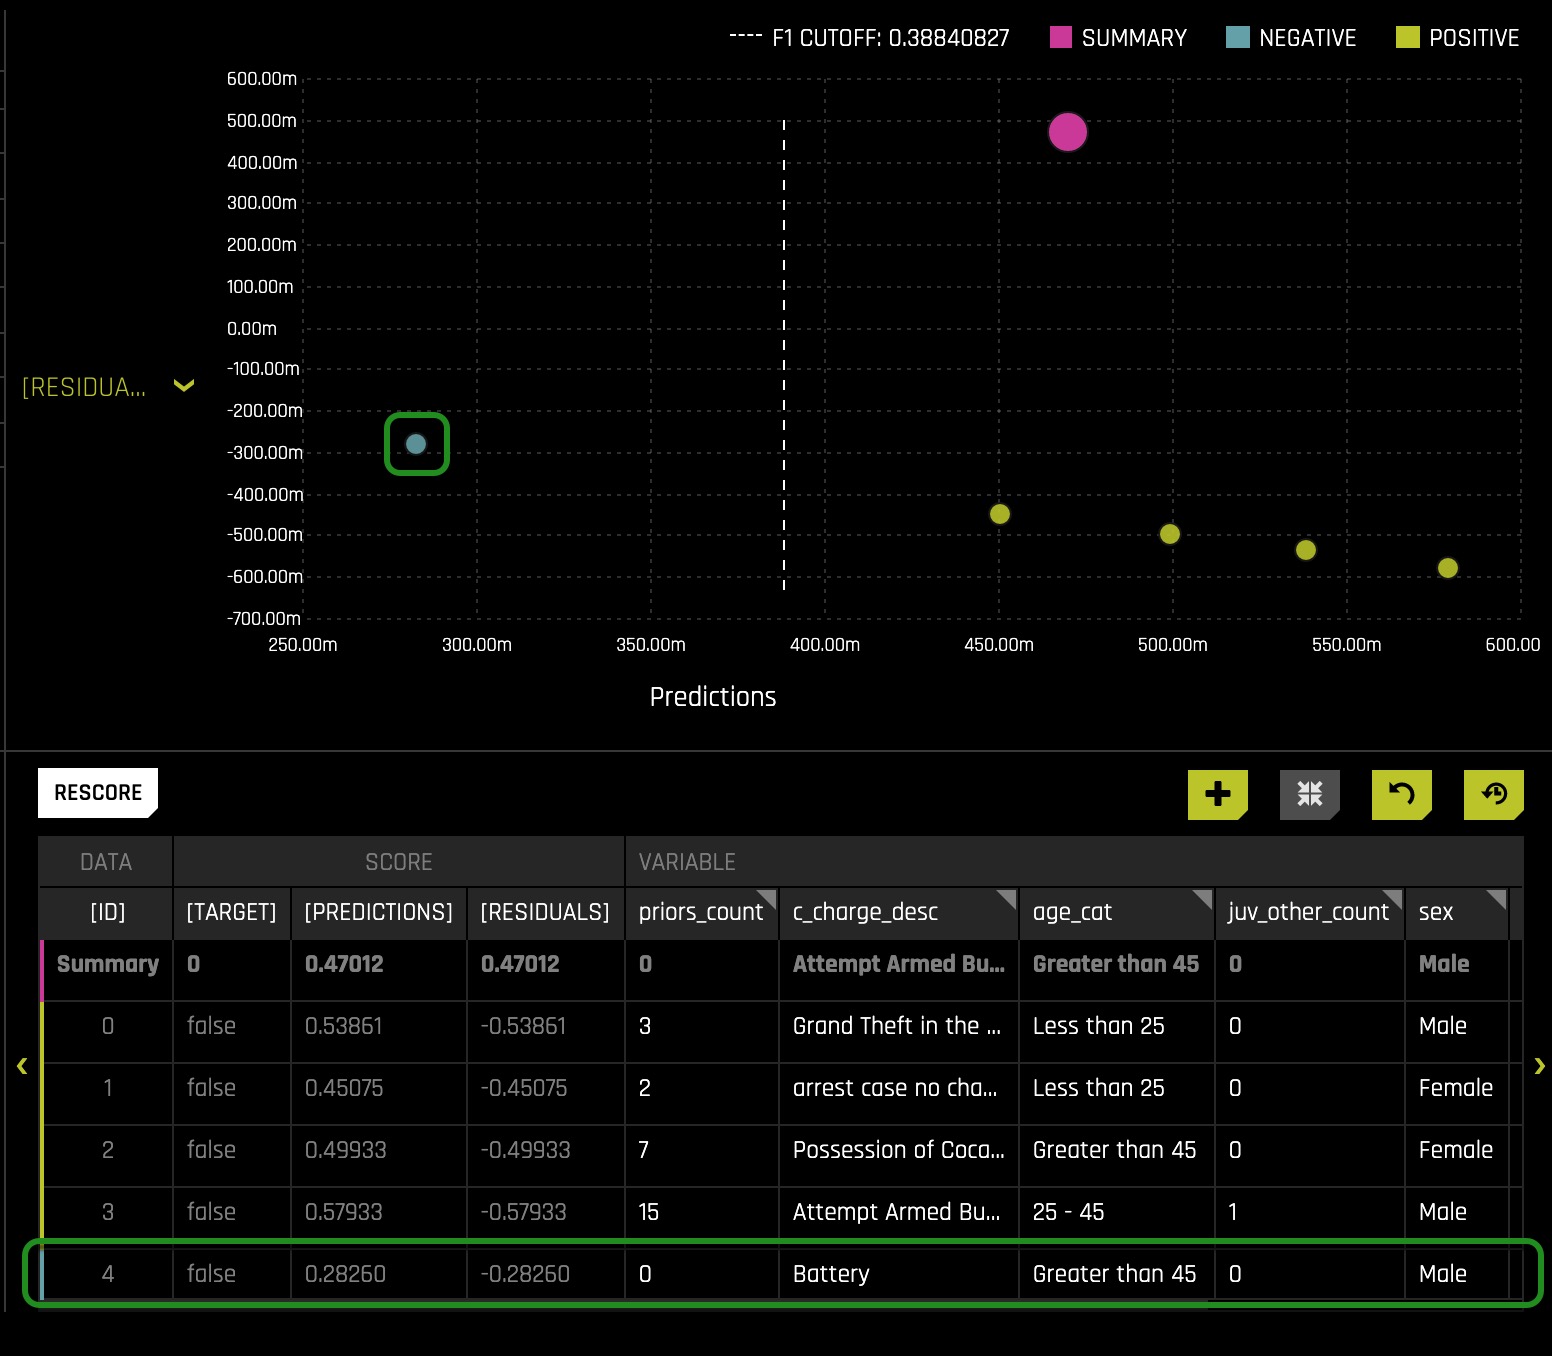 F1 CUTOFF: 0.38840827 SUMMARY NEGATIVE POSITIVE
600.00m
500.00m
400.00m
300.00m
200.00m
100.00m
0.00m
-100.00m
[RESIDUA...
-200.00m
-300.00m
-400.00m
-500.00m
-600.00m
-700.00m
250.00m 300.00m 350.00m 400.00m 450.00m 500.00m 550.00m 600.00
Predictions
RESCORE
DATA SCORE VARIABLE
[ID] [TARGET] [PREDICTIONS] [RESIDUALS] priors_count c_charge_desc age_cat juv_other_count sex
Summary 0 0.47012 0.47012 0 Attempt Armed Bu... Greater than 45 0 Male
0 false 0.53861 -0.53861 3 Grand Theft in the ... Less than 25 0 Male
1 false 0.45075 -0.45075 2 arrest case no cha... Less than 25 0 Female
2 false 0.49933 -0.49933 7 Possession of Coca... Greater than 45 0 Female
3 false 0.57933 -0.57933 15 Attempt Armed Bu... 25 - 45 1 Male
4 false 0.28260 -0.28260 0 Battery Greater than 45 0 Male